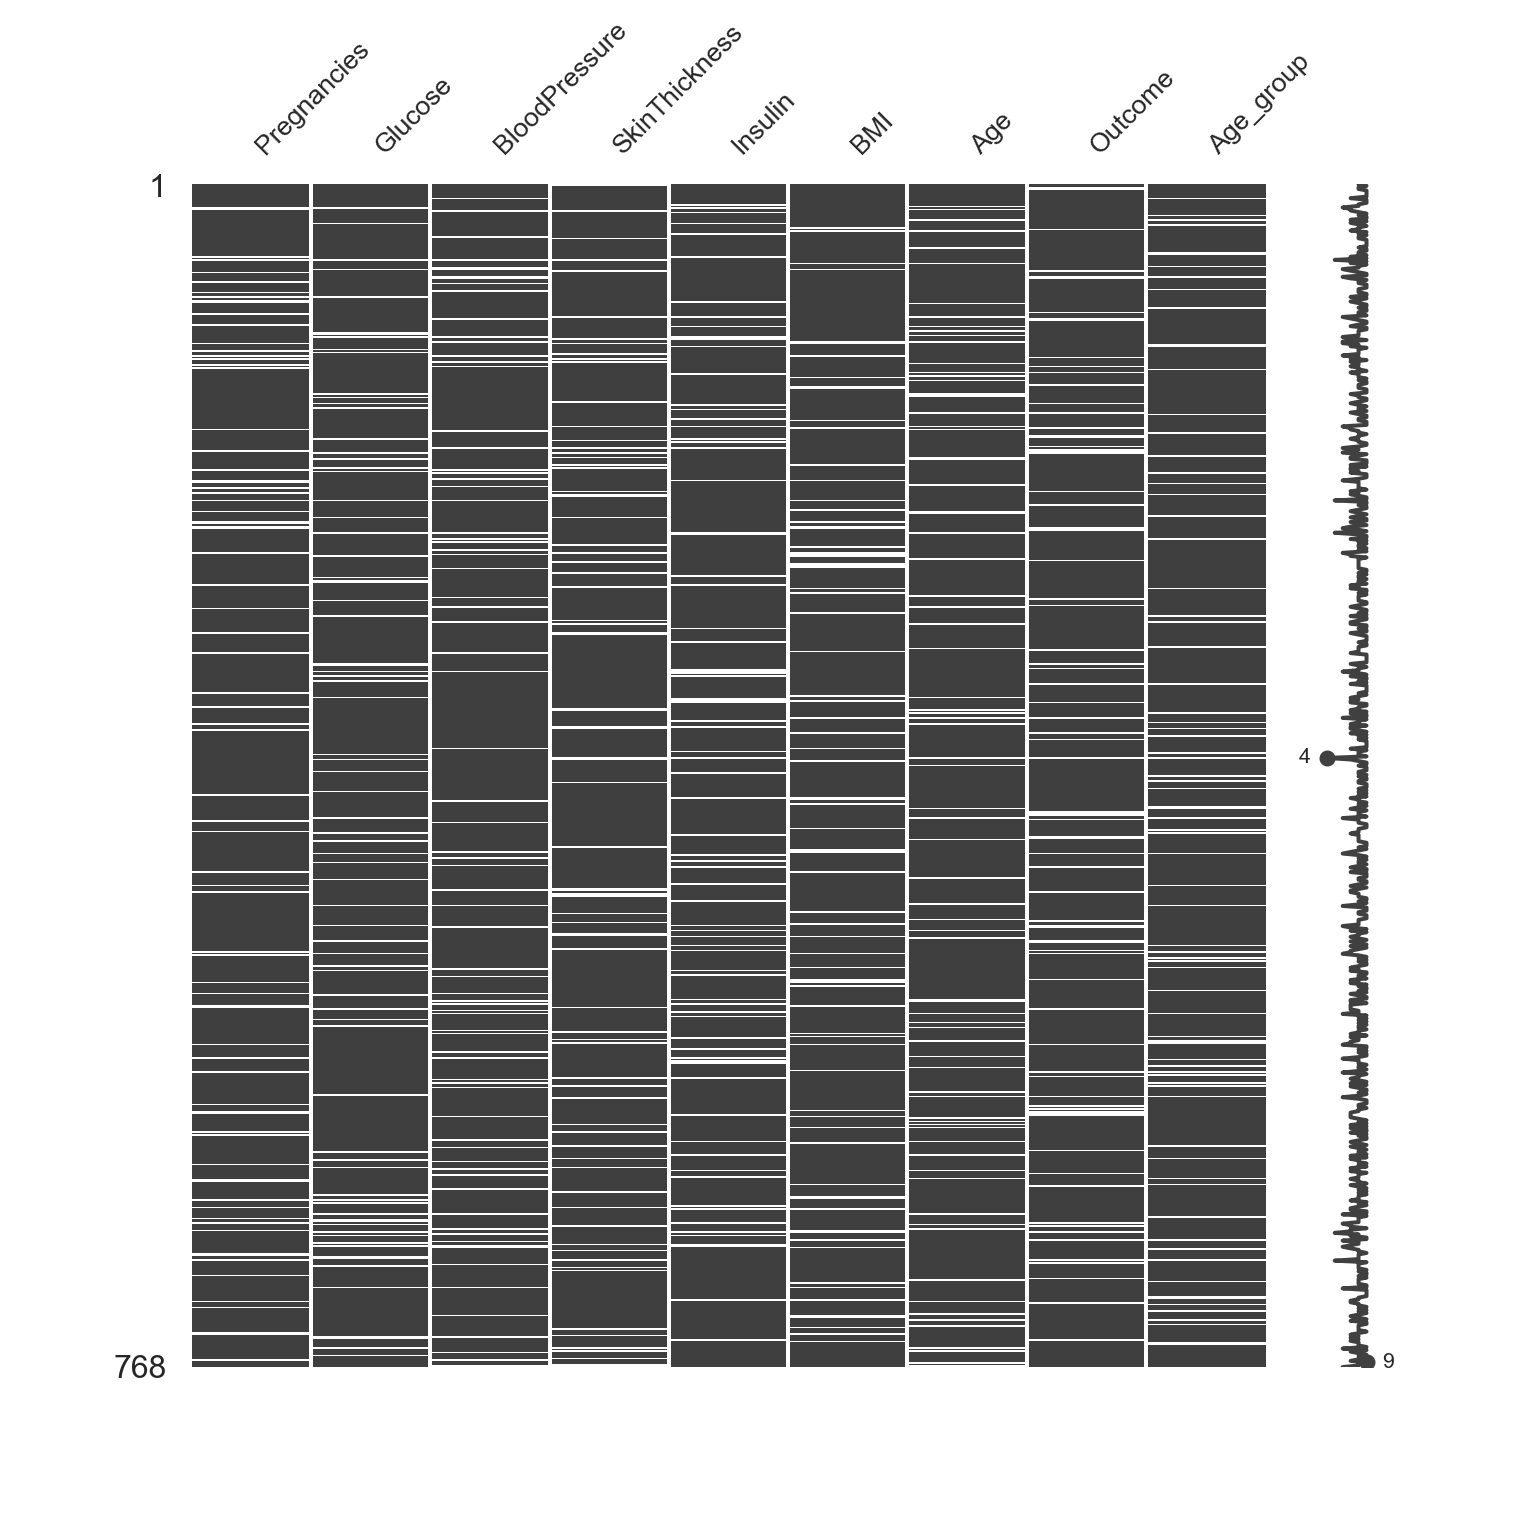 Pregnancies
Glucose
BloodPressure
SkinThickness
Insulin
BMI
Age
Outcome
Age_group
1
4
768
9